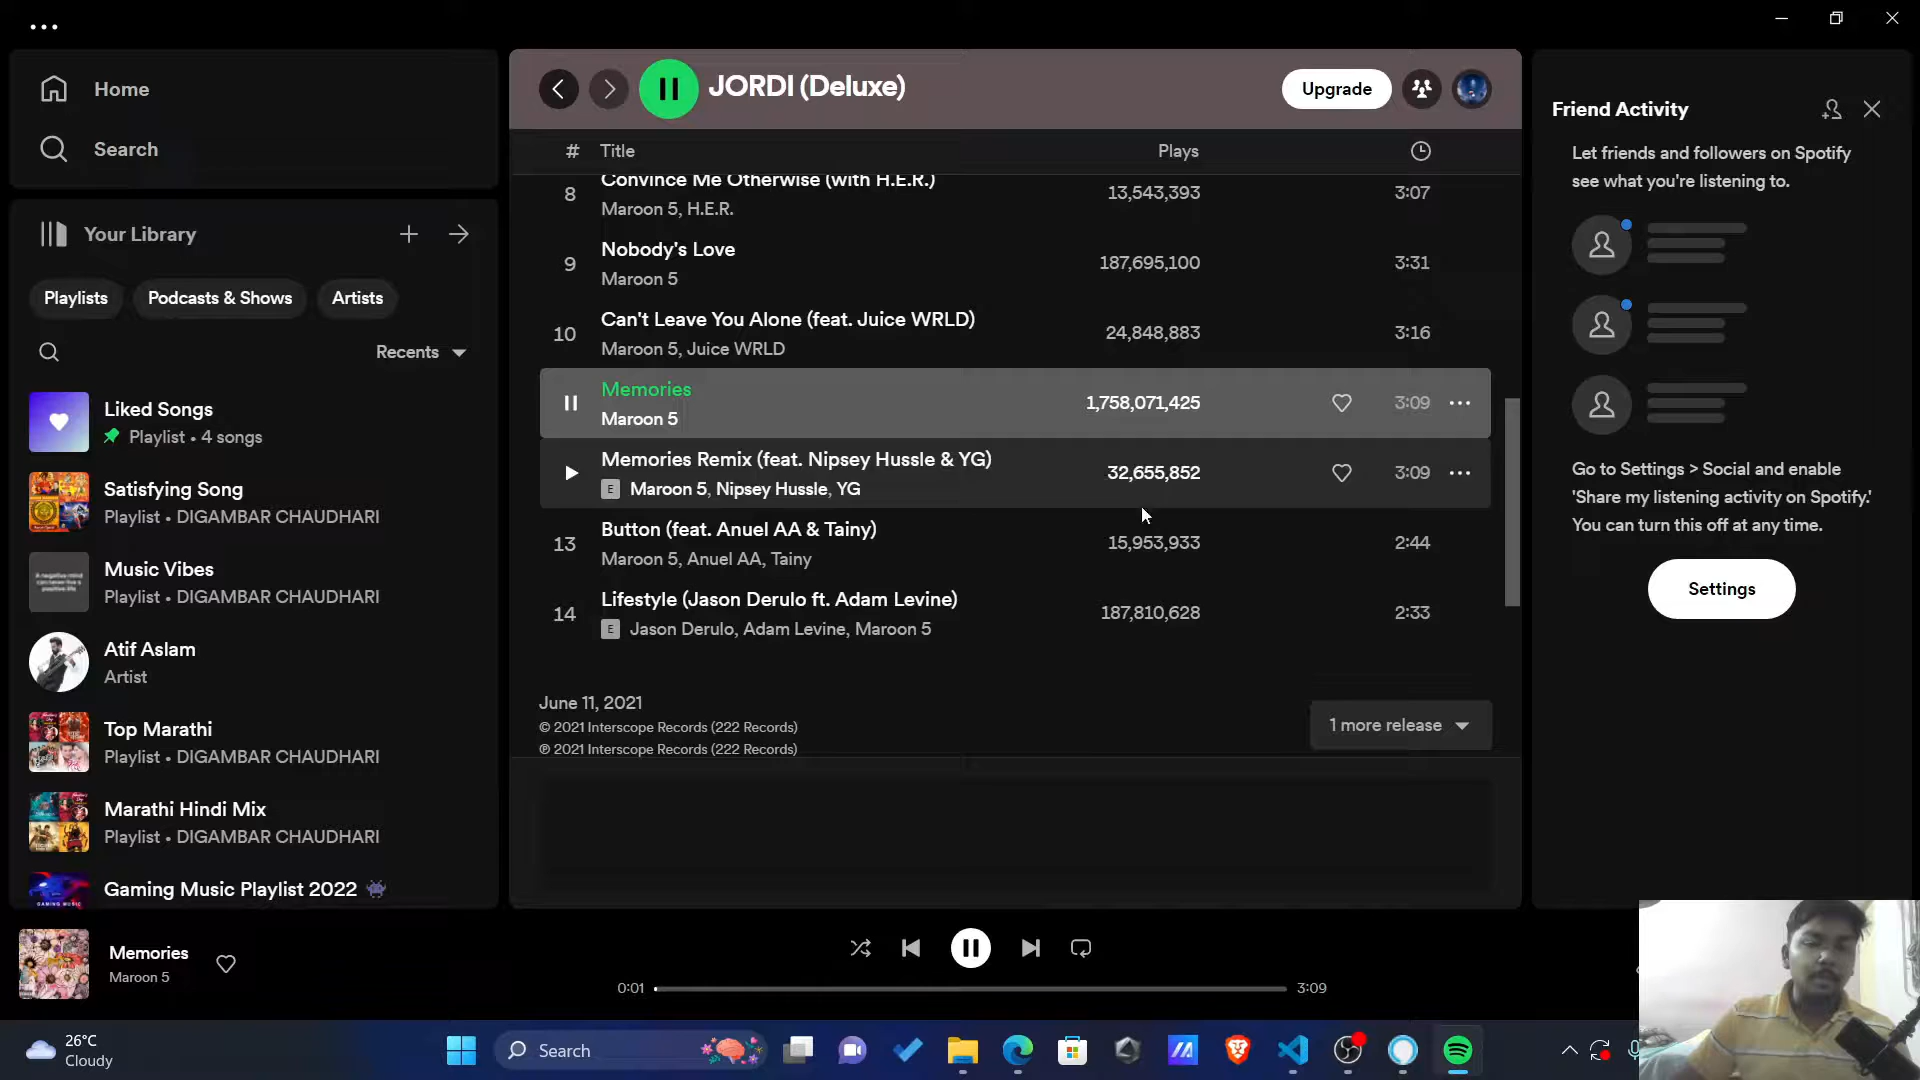 Home
Search
Your Library
Playlists
Podcasts & Shows
Artists
Recents
Liked Songs
Playlist • 4 songs
Satisfying Song
Playlist • DIGAMBAR CHAUDHARI
Music Vibes
Playlist • DIGAMBAR CHAUDHARI
Atif Aslam
Artist
Top Marathi
Playlist • DIGAMBAR CHAUDHARI
Marathi Hindi Mix
Playlist • DIGAMBAR CHAUDHARI
Gaming Music Playlist 2022 👾
JORDI (Deluxe)
Upgrade
# Title Plays
8 Convince Me Otherwise (with H.E.R.) 13,543,393 3:07
Maroon 5, H.E.R.
9 Nobody's Love 187,695,100 3:31
Maroon 5
10 Can't Leave You Alone (feat. Juice WRLD) 24,848,883 3:16
Maroon 5, Juice WRLD
Memories 1,758,071,425 3:09
Maroon 5
Memories Remix (feat. Nipsey Hussle & YG) 32,655,852 3:09
E Maroon 5, Nipsey Hussle, YG
13 Button (feat. Anuel AA & Tainy) 15,953,933 2:44
Maroon 5, Anuel AA, Tainy
14 Lifestyle (Jason Derulo ft. Adam Levine) 187,810,628 2:33
E Jason Derulo, Adam Levine, Maroon 5
June 11, 2021
© 2021 Interscope Records (222 Records)
℗ 2021 Interscope Records (222 Records)
1 more release
Friend Activity
Let friends and followers on Spotify
see what you're listening to.
Go to Settings > Social and enable
'Share my listening activity on Spotify.'
You can turn this off at any time.
Settings
Memories
Maroon 5
0:01
3:09
26°C
Cloudy
Search